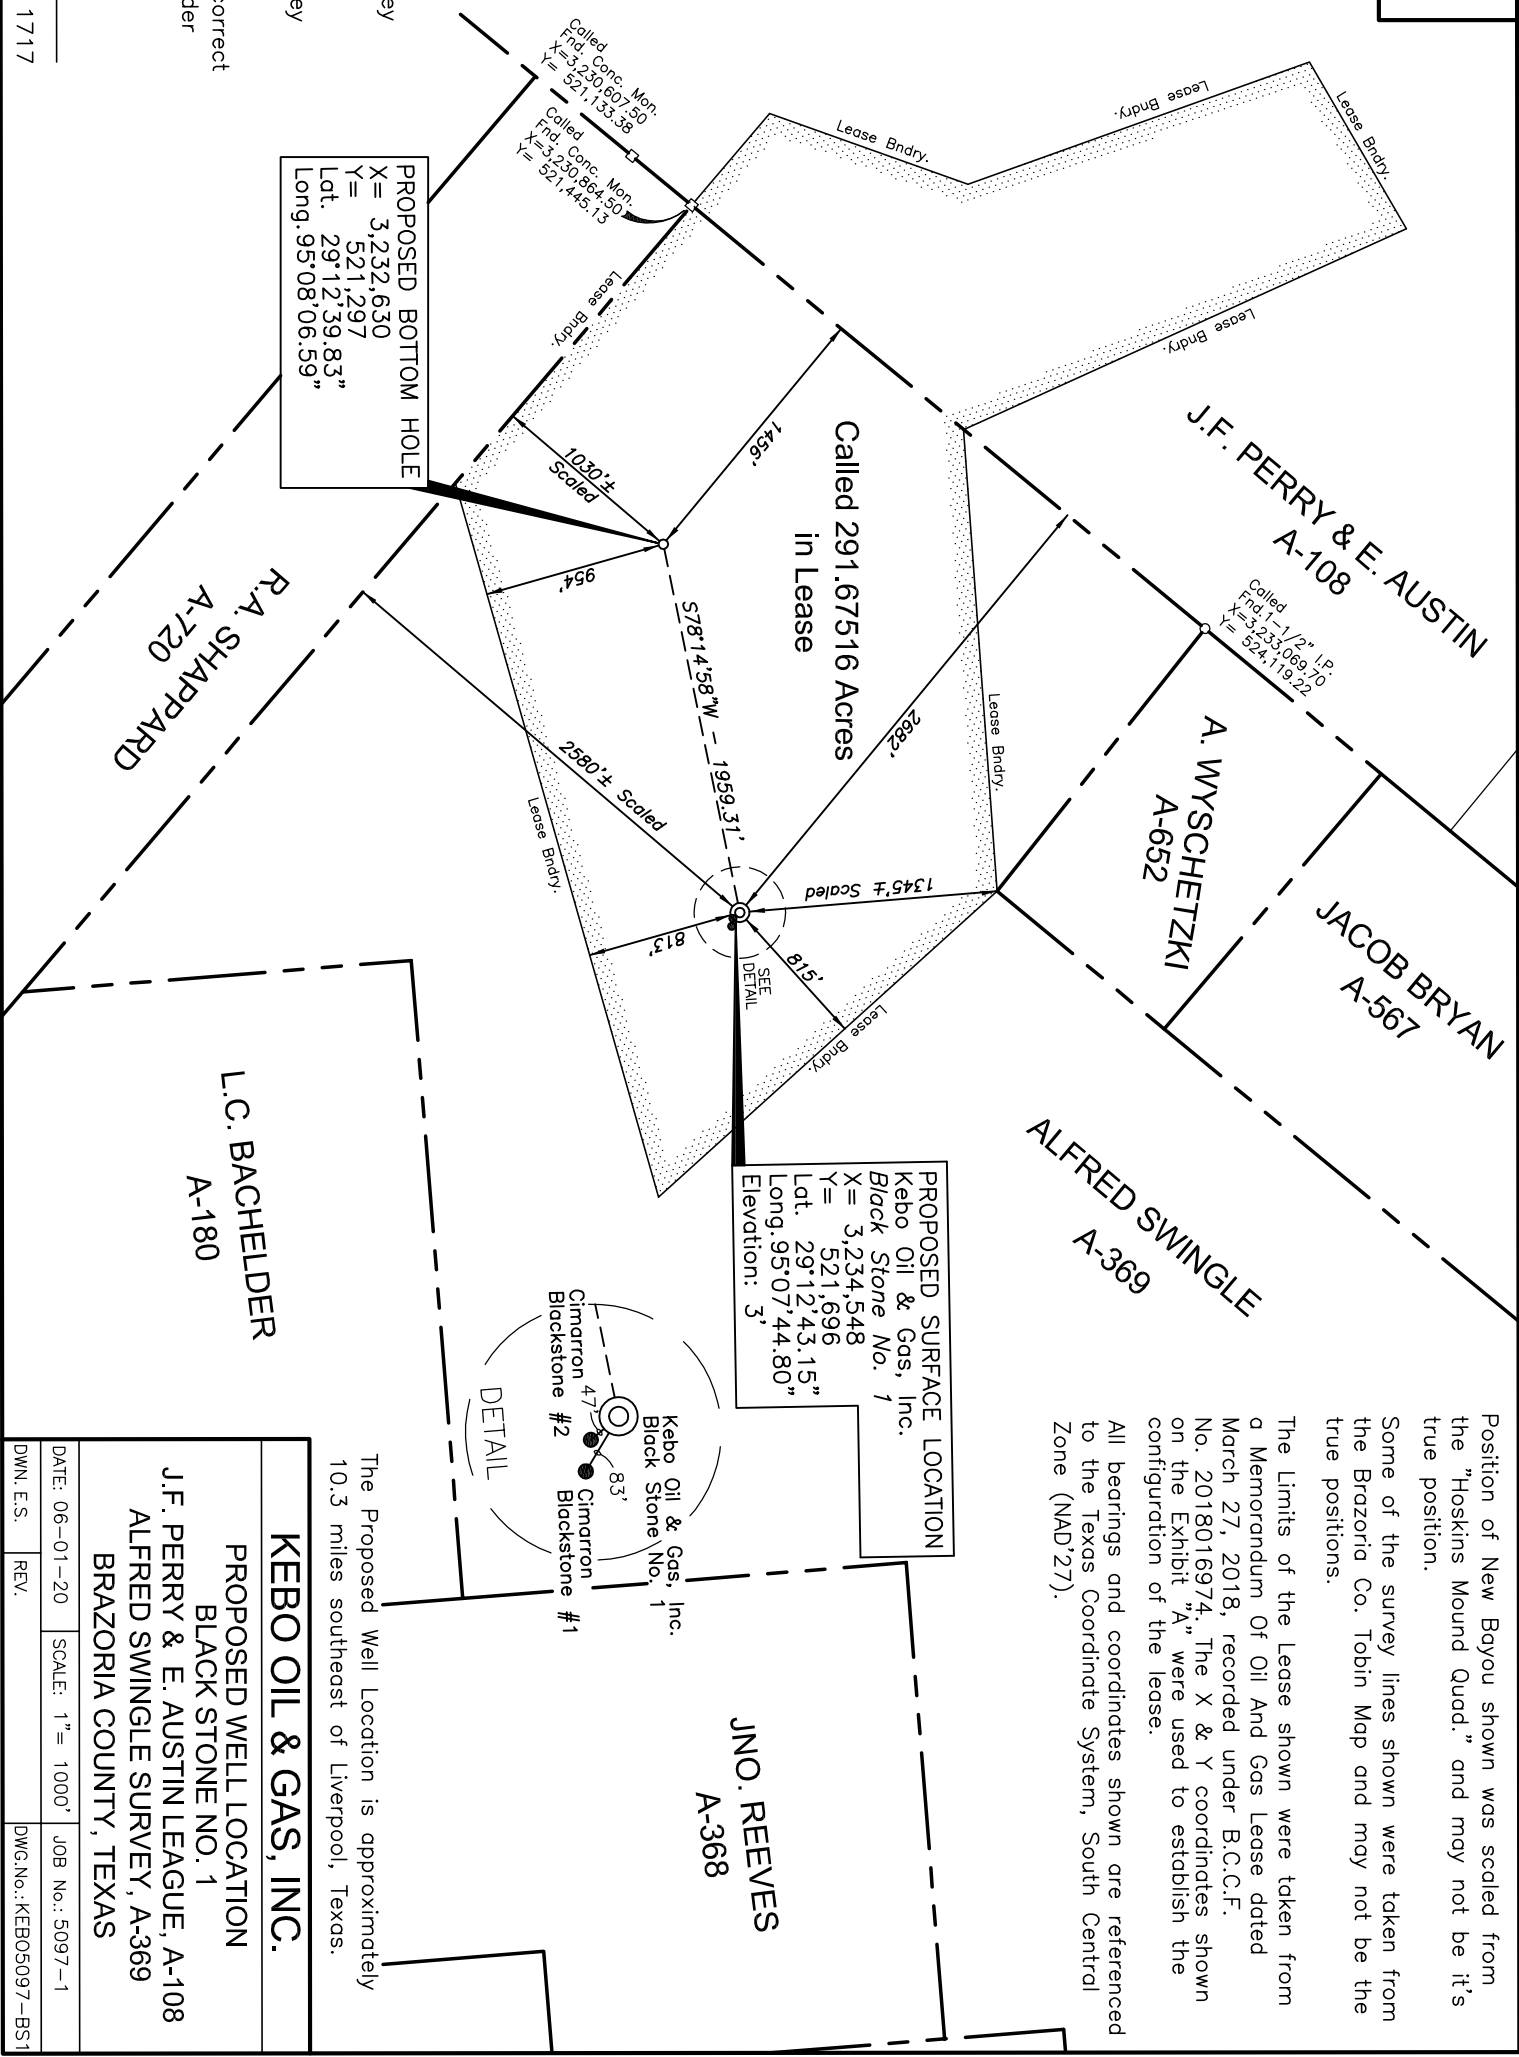 Position of New Bayou shown was scaled from
the "Hoskins Mound Quad." and may not be it's
true position.
Some of the survey lines shown were taken from
the Brazoria Co. Tobin Map and may not be the
true positions.
The Limits of the Lease shown were taken from
a Memorandum Of Oil And Gas Lease dated
March 27, 2018, recorded under B.C.C.F.
No. 2018016974. The X & Y coordinates shown
on the Exhibit "A" were used to establish the
configuration of the lease.
All bearings and coordinates shown are referenced
to the Texas Coordinate System, South Central
Zone (NAD'27).
J.F. PERRY & E. AUSTIN
A-108
JACOB BRYAN
A-567
A. WYSCHETZKI
A-652
ALFRED SWINGLE
A-369
Called
Fnd.1-1/2" I.P.
X=3,233,069.70
Y= 524,119.22
Lease Bndry.
Lease Bndry.
Lease Bndry.
Lease Bndry.
Lease Bndry.
Lease Bndry.
Lease Bndry.
Lease Bndry.
Called
Fnd. Conc. Mon.
X=3,230,607.50
Y= 521,133.38
Called
Fnd. Conc. Mon.
X=3,230,864.50
Y= 521,445.13
Called 291.67516 Acres
in Lease
1456'
1030'±
Scaled
954'
S78°14'58"W - 1959.31'
2682'
2580'± Scaled
1345'± Scaled
813'
815'
SEE
DETAIL
PROPOSED SURFACE LOCATION
Kebo Oil & Gas, Inc.
Black Stone No. 1
X= 3,234,548
Y= 521,696
Lat. 29°12'43.15"
Long.95°07'44.80"
Elevation: 3'
PROPOSED BOTTOM HOLE
X= 3,232,630
Y= 521,297
Lat. 29°12'39.83"
Long.95°08'06.59"
R.A. SHAPPARD
A-720
L.C. BACHELDER
A-180
JNO. REEVES
A-368
Kebo Oil & Gas, Inc.
Black Stone No. 1
47'
83'
Cimarron
Blackstone #2
Cimarron
Blackstone #1
DETAIL
The Proposed Well Location is approximately
10.3 miles southeast of Liverpool, Texas.
KEBO OIL & GAS, INC.
PROPOSED WELL LOCATION
BLACK STONE NO. 1
J.F. PERRY & E. AUSTIN LEAGUE, A-108
ALFRED SWINGLE SURVEY, A-369
BRAZORIA COUNTY, TEXAS
DATE: 06-01-20
SCALE: 1"= 1000'
JOB No.: 5097-1
DWN. E.S.
REV.
DWG.No.:KEB05097-BS1
ey
ey
orrect
der
1717